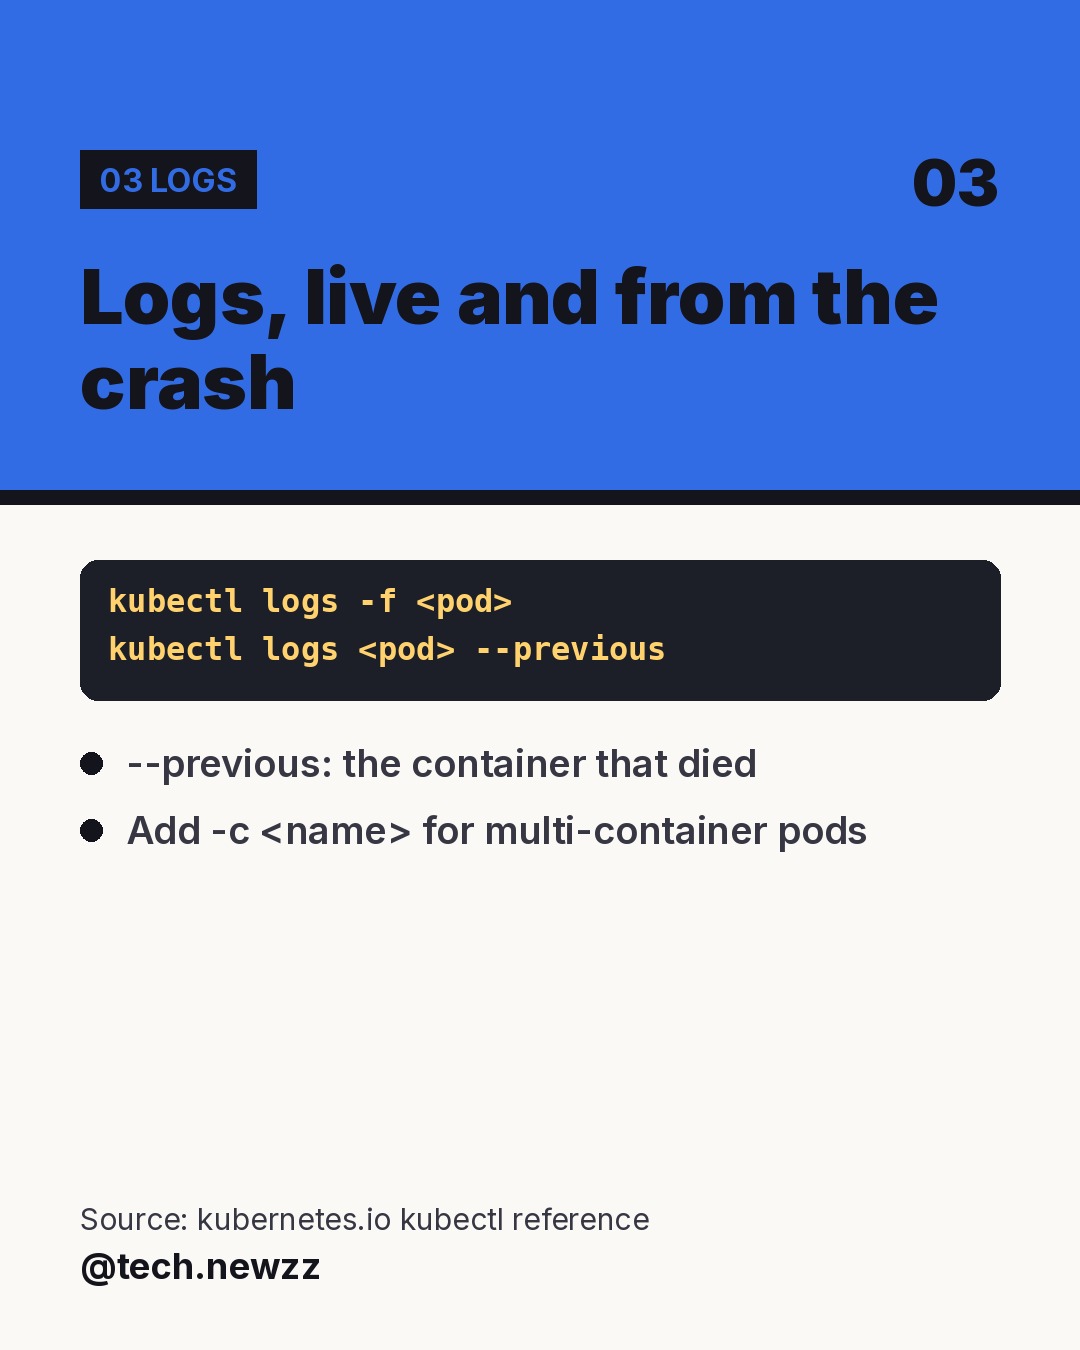 03 LOGS
03
Logs, live and from the
crash
kubectl logs -f <pod>
kubectl logs <pod> --previous
--previous: the container that died
Add -c <name> for multi-container pods
Source: kubernetes.io kubectl reference
@tech.newzz